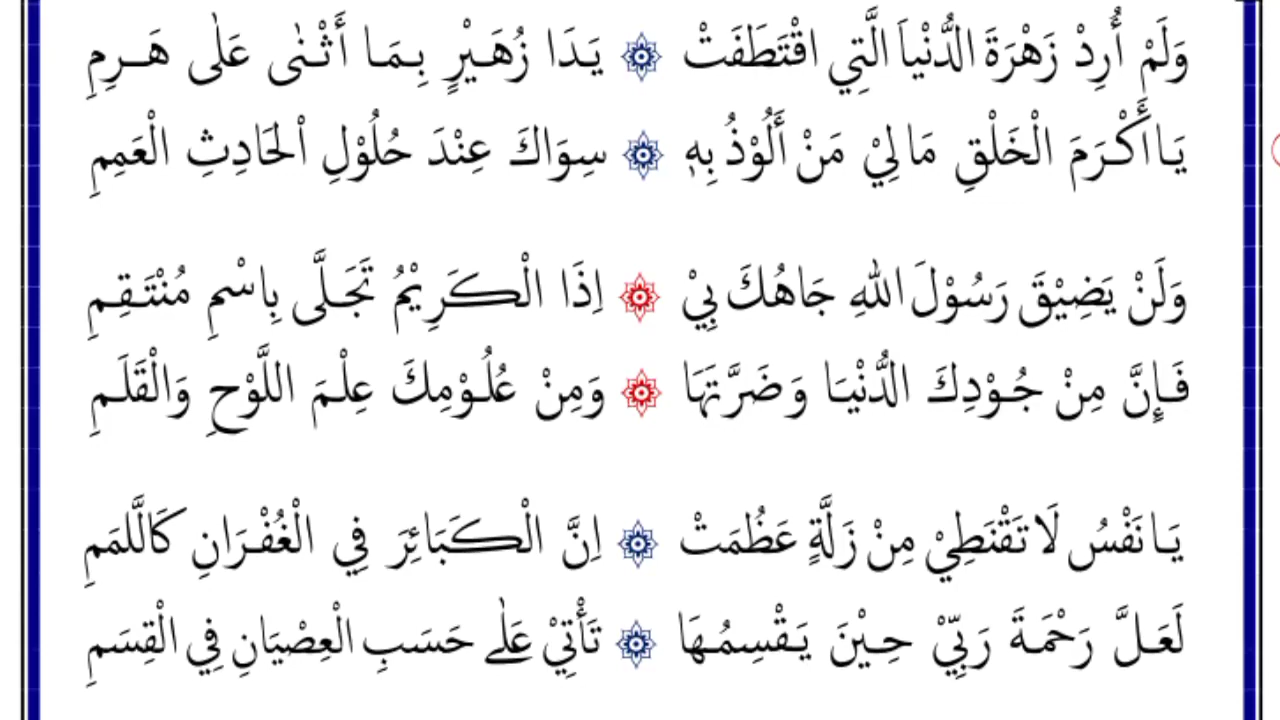 وَلَمْ أُرِدْ زَهْرَةَ الدُّنْيَا الَّتِي اقْتَطَفَتْ ۞ يَدَا زُهَيْرٍ بِمَا أَثْنٰى عَلٰى هَرِمِ
يَا أَكْرَمَ الْخَلْقِ مَا لِيْ مَنْ أَلُوْذُ بِهٖ ۞ سِوَاكَ عِنْدَ حُلُوْلِ الْحَادِثِ الْعَمِمِ
وَلَنْ يَضِيْقَ رَسُوْلَ اللهِ جَاهُكَ بِيْ ۞ اِذَا الْكَرِيْمُ تَجَلَّى بِاسْمِ مُنْتَقِمِ
فَإِنَّ مِنْ جُوْدِكَ الدُّنْيَا وَضَرَّتَهَا ۞ وَمِنْ عُلُوْمِكَ عِلْمَ اللَّوْحِ وَالْقَلَمِ
يَا نَفْسُ لَا تَقْنَطِيْ مِنْ زَلَّةٍ عَظُمَتْ ۞ اِنَّ الْكَبَائِرَ فِي الْغُفْرَانِ كَاللَّمَمِ
لَعَلَّ رَحْمَةَ رَبِّيْ حِيْنَ يَقْسِمُهَا ۞ تَأْتِيْ عَلٰى حَسَبِ الْعِصْيَانِ فِي الْقِسَمِ